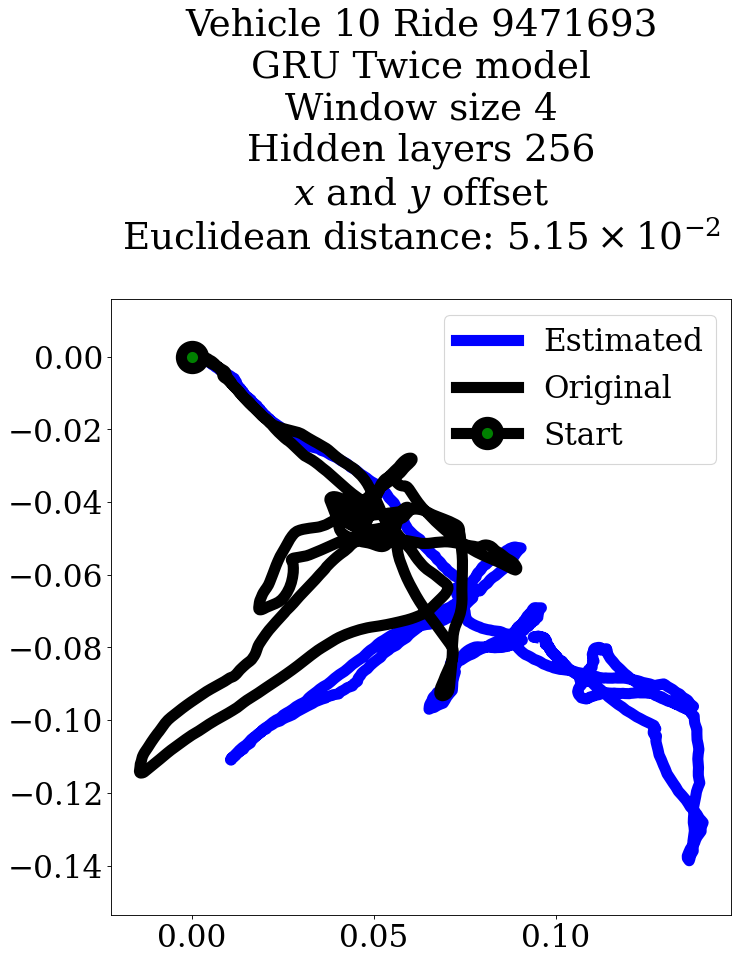 Vehicle 10 Ride 9471693
GRU Twice model
Window size 4
Hidden layers 256
x and y offset
Euclidean distance: 5.15 × 10⁻²
Estimated
Original
Start
0.00
−0.02
−0.04
−0.06
−0.08
−0.10
−0.12
−0.14
0.00 0.05 0.10